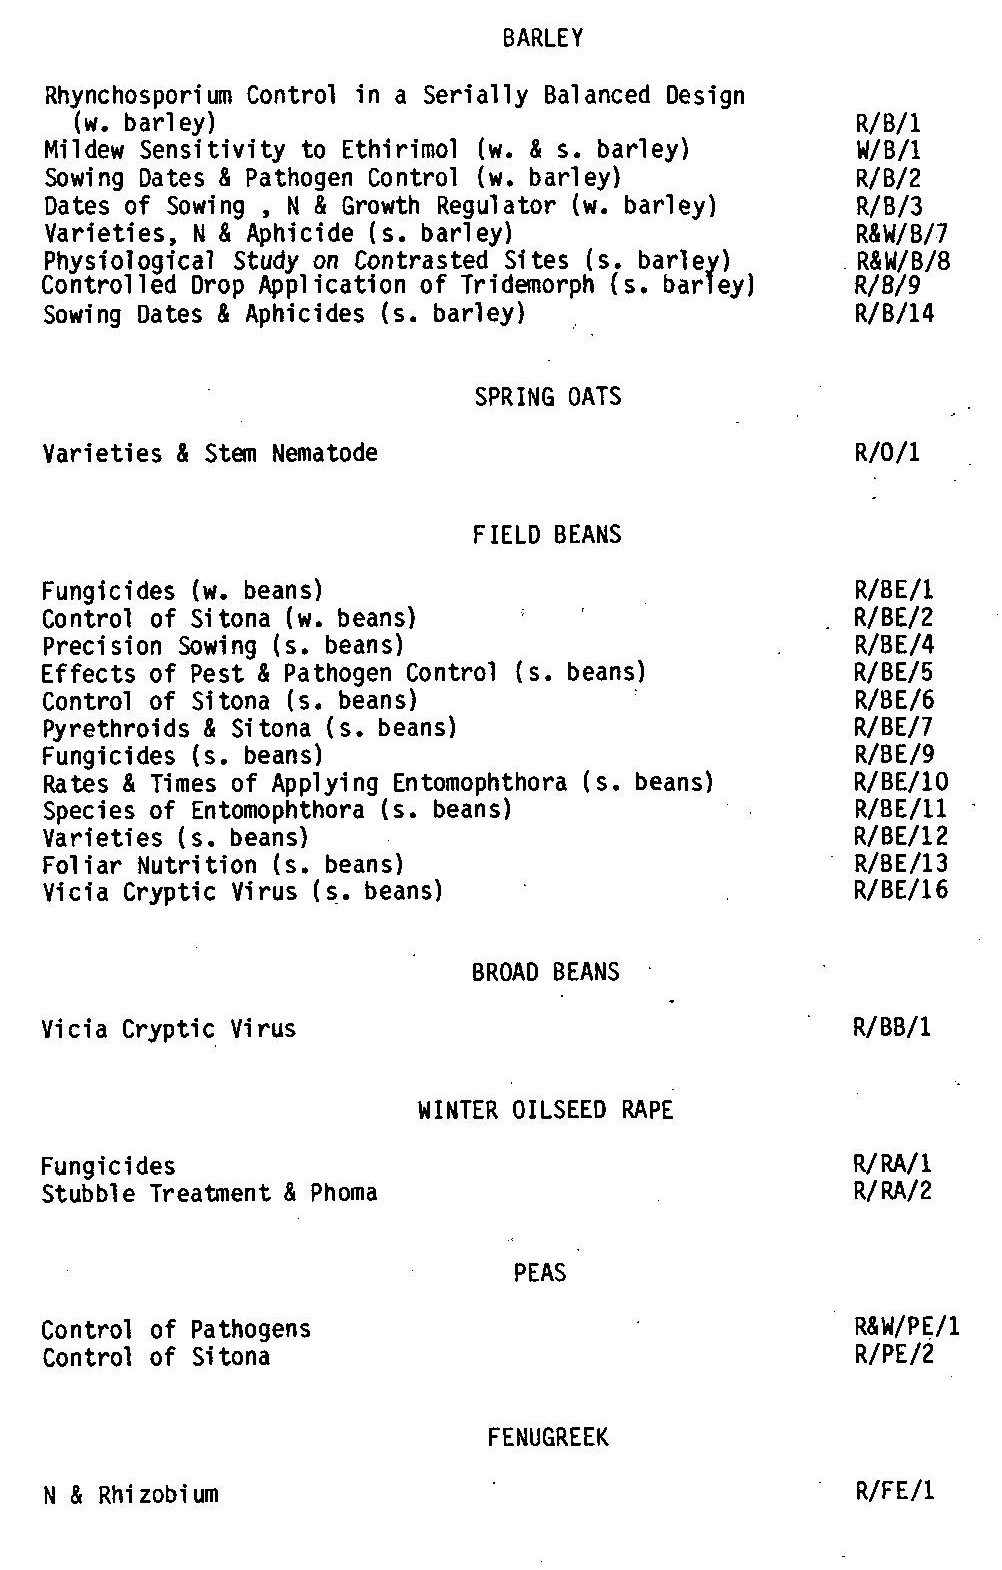 BARLEY
Rhynchosporium Control in a Serially Balanced Design
(w. barley) R/B/1
Mildew Sensitivity to Ethirimol (w. & s. barley) W/B/1
Sowing Dates & Pathogen Control (w. barley) R/B/2
Dates of Sowing , N & Growth Regulator (w. barley) R/B/3
Varieties, N & Aphicide (s. barley) R&W/B/7
Physiological Study on Contrasted Sites (s. barley) R&W/B/8
Controlled Drop Application of Tridemorph (s. barley) R/B/9
Sowing Dates & Aphicides (s. barley) R/B/14
SPRING OATS
Varieties & Stem Nematode R/O/1
FIELD BEANS
Fungicides (w. beans) R/BE/1
Control of Sitona (w. beans) R/BE/2
Precision Sowing (s. beans) R/BE/4
Effects of Pest & Pathogen Control (s. beans) R/BE/5
Control of Sitona (s. beans) R/BE/6
Pyrethroids & Sitona (s. beans) R/BE/7
Fungicides (s. beans) R/BE/9
Rates & Times of Applying Entomophthora (s. beans) R/BE/10
Species of Entomophthora (s. beans) R/BE/11
Varieties (s. beans) R/BE/12
Foliar Nutrition (s. beans) R/BE/13
Vicia Cryptic Virus (s. beans) R/BE/16
BROAD BEANS
Vicia Cryptic Virus R/BB/1
WINTER OILSEED RAPE
Fungicides R/RA/1
Stubble Treatment & Phoma R/RA/2
PEAS
Control of Pathogens R&W/PE/1
Control of Sitona R/PE/2
FENUGREEK
N & Rhizobium R/FE/1